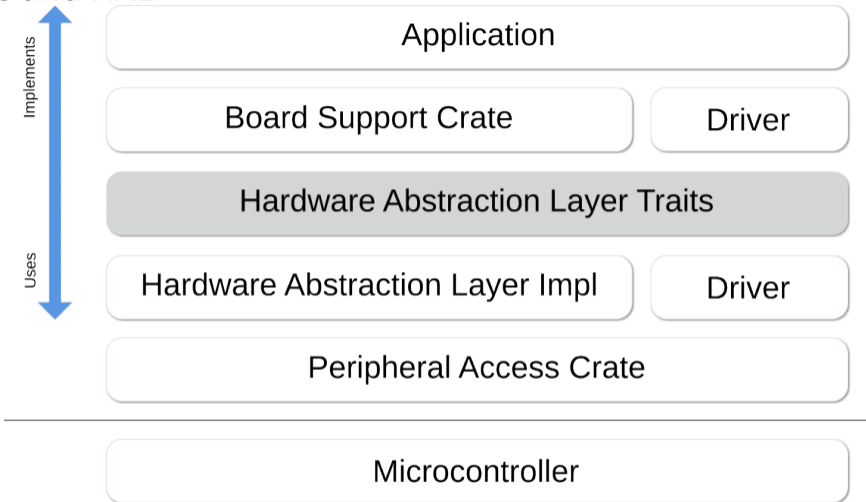 Implements
Application
Board Support Crate
Driver
Hardware Abstraction Layer Traits
Uses
Hardware Abstraction Layer Impl
Driver
Peripheral Access Crate
Microcontroller